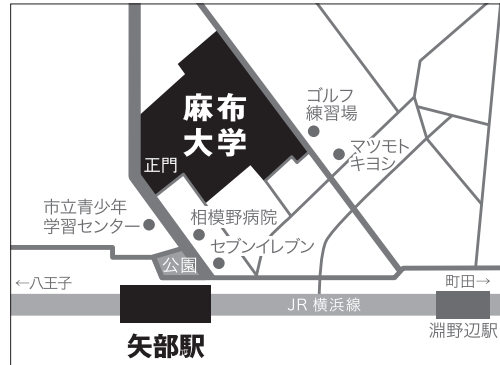 麻布
大学
正門
ゴルフ
練習場
マツモト
キヨシ
市立青少年
学習センター
相模野病院
セブンイレブン
公園
←八王子
町田→
JR横浜線
矢部駅
淵野辺駅